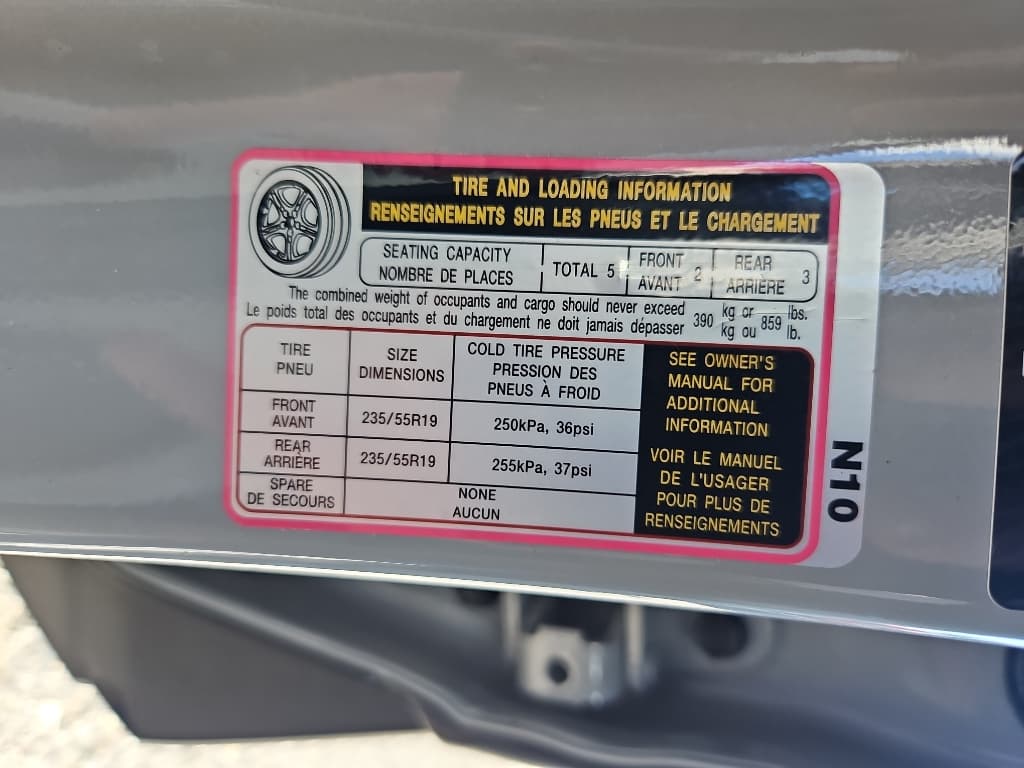 TIRE AND LOADING INFORMATION
RENSEIGNEMENTS SUR LES PNEUS ET LE CHARGEMENT
SEATING CAPACITY
NOMBRE DE PLACES
TOTAL 5
FRONT
AVANT 2
REAR
ARRIÈRE 3
The combined weight of occupants and cargo should never exceed 390 kg or 859 lbs.
Le poids total des occupants et du chargement ne doit jamais dépasser kg ou lb.
TIRE
PNEU
SIZE
DIMENSIONS
COLD TIRE PRESSURE
PRESSION DES
PNEUS À FROID
FRONT
AVANT
235/55R19
250kPa, 36psi
REAR
ARRIÈRE
235/55R19
255kPa, 37psi
SPARE
DE SECOURS
NONE
AUCUN
SEE OWNER'S
MANUAL FOR
ADDITIONAL
INFORMATION
VOIR LE MANUEL
DE L'USAGER
POUR PLUS DE
RENSEIGNEMENTS
N10